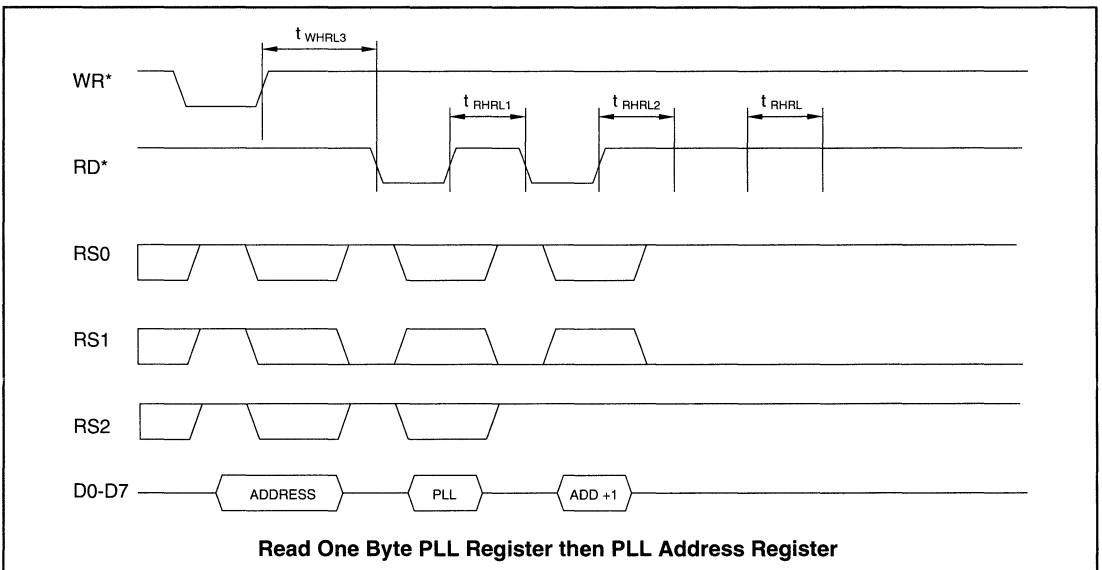 t WHRL3
WR*
t RHRL1 t RHRL2 t RHRL
RD*
RS0
RS1
RS2
D0-D7 ADDRESS PLL ADD +1
Read One Byte PLL Register then PLL Address Register